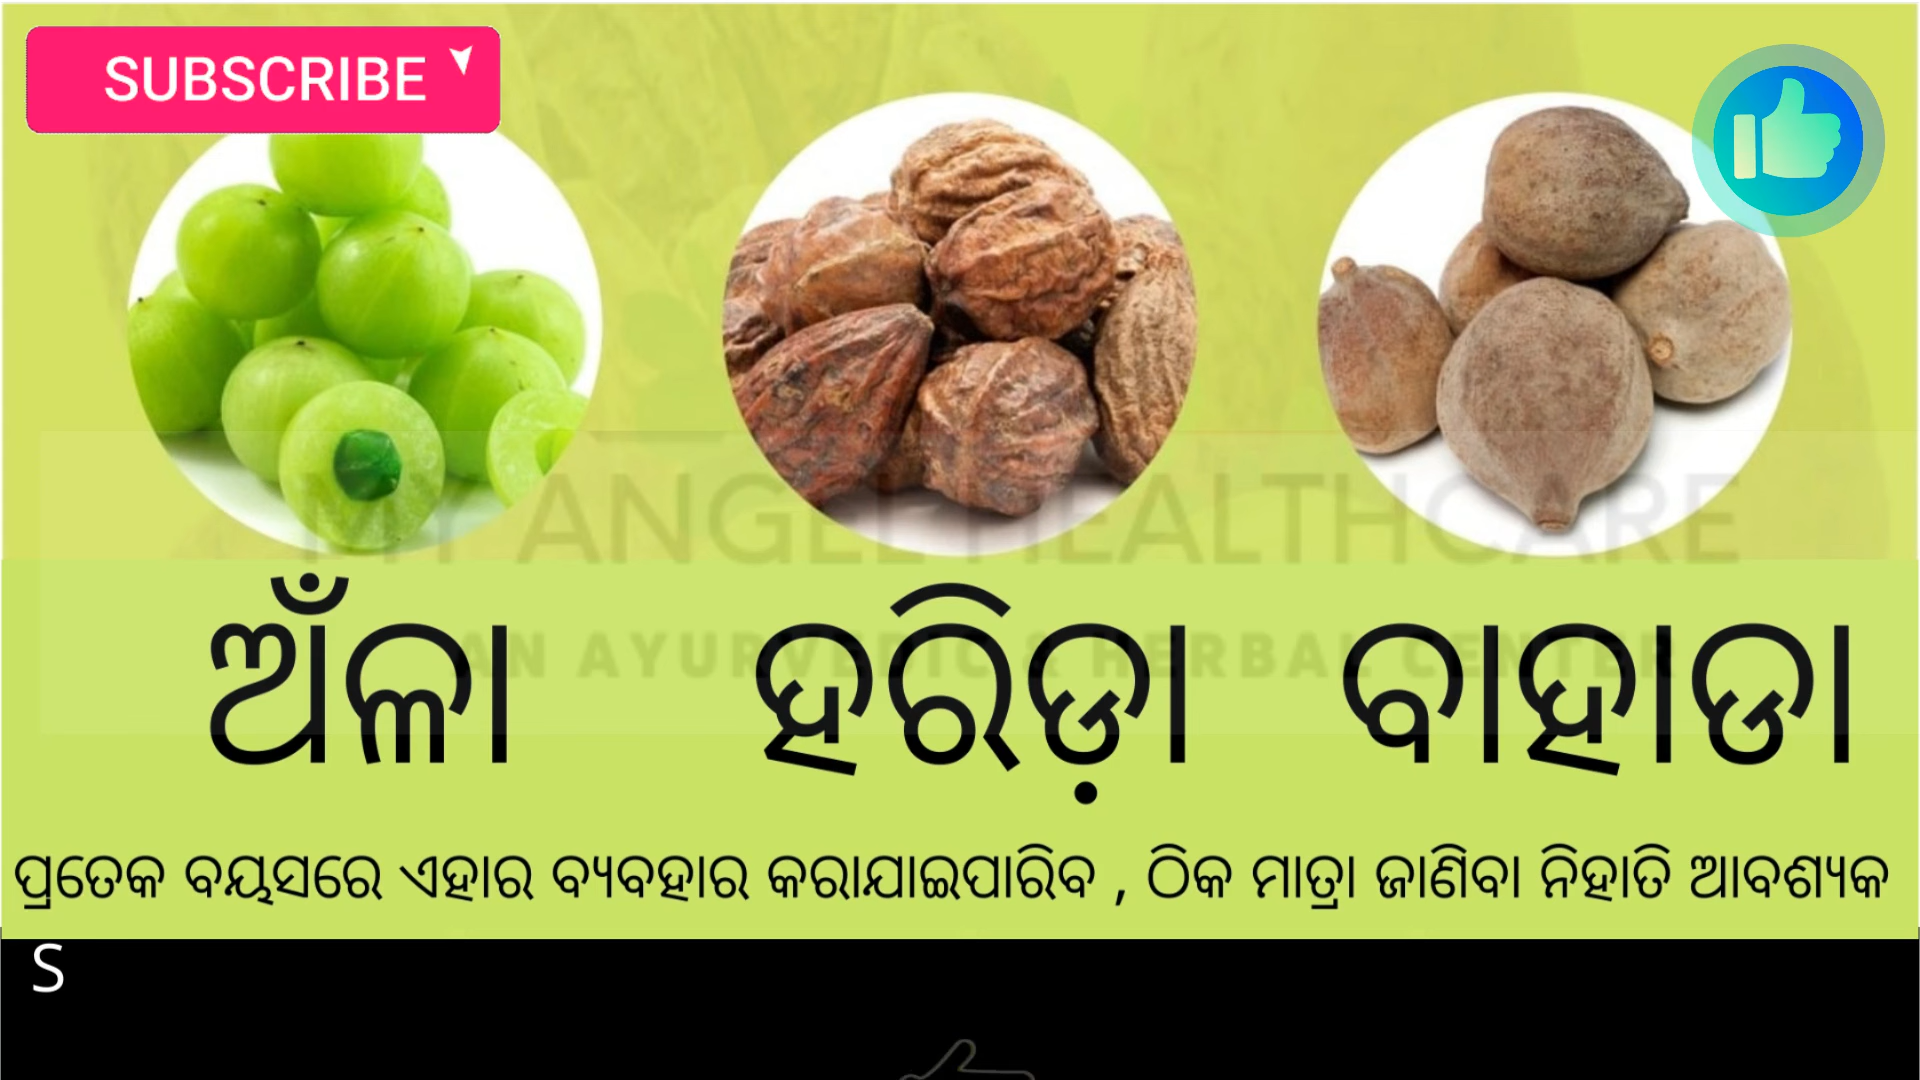 SUBSCRIBE
MY ANGEL HEALTHCARE
AN AYURVEDIC & HERBAL CENTER
ଅଁଳା ହରିଡ଼ା ବାହାଡା
ପ୍ରତେକ ବୟସରେ ଏହାର ବ୍ୟବହାର କରାଯାଇପାରିବ , ଠିକ ମାତ୍ରା ଜାଣିବା ନିହାତି ଆବଶ୍ୟକ
S